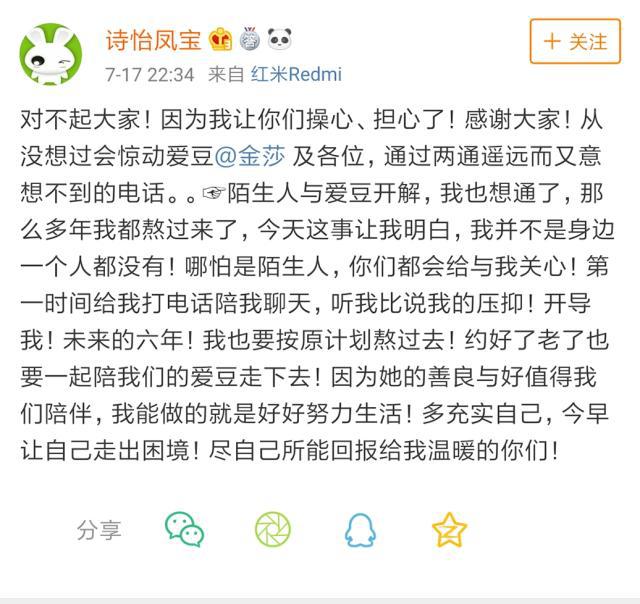 诗怡凤宝
+ 关注
7-17 22:34 来自 红米Redmi
对不起大家！因为我让你们操心、担心了！感谢大家！从
没想过会惊动爱豆@金莎 及各位，通过两通遥远而又意
想不到的电话。。☞陌生人与爱豆开解，我也想通了，那
么多年我都熬过来了，今天这事让我明白，我并不是身边
一个人都没有！哪怕是陌生人，你们都会给与我关心！第
一时间给我打电话陪我聊天，听我比说我的压抑！开导
我！未来的六年！我也要按原计划熬过去！约好了老了也
要一起陪我们的爱豆走下去！因为她的善良与好值得我
们陪伴，我能做的就是好好努力生活！多充实自己，今早
让自己走出困境！尽自己所能回报给我温暖的你们！
分享